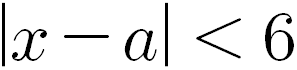 |x − a| < 6